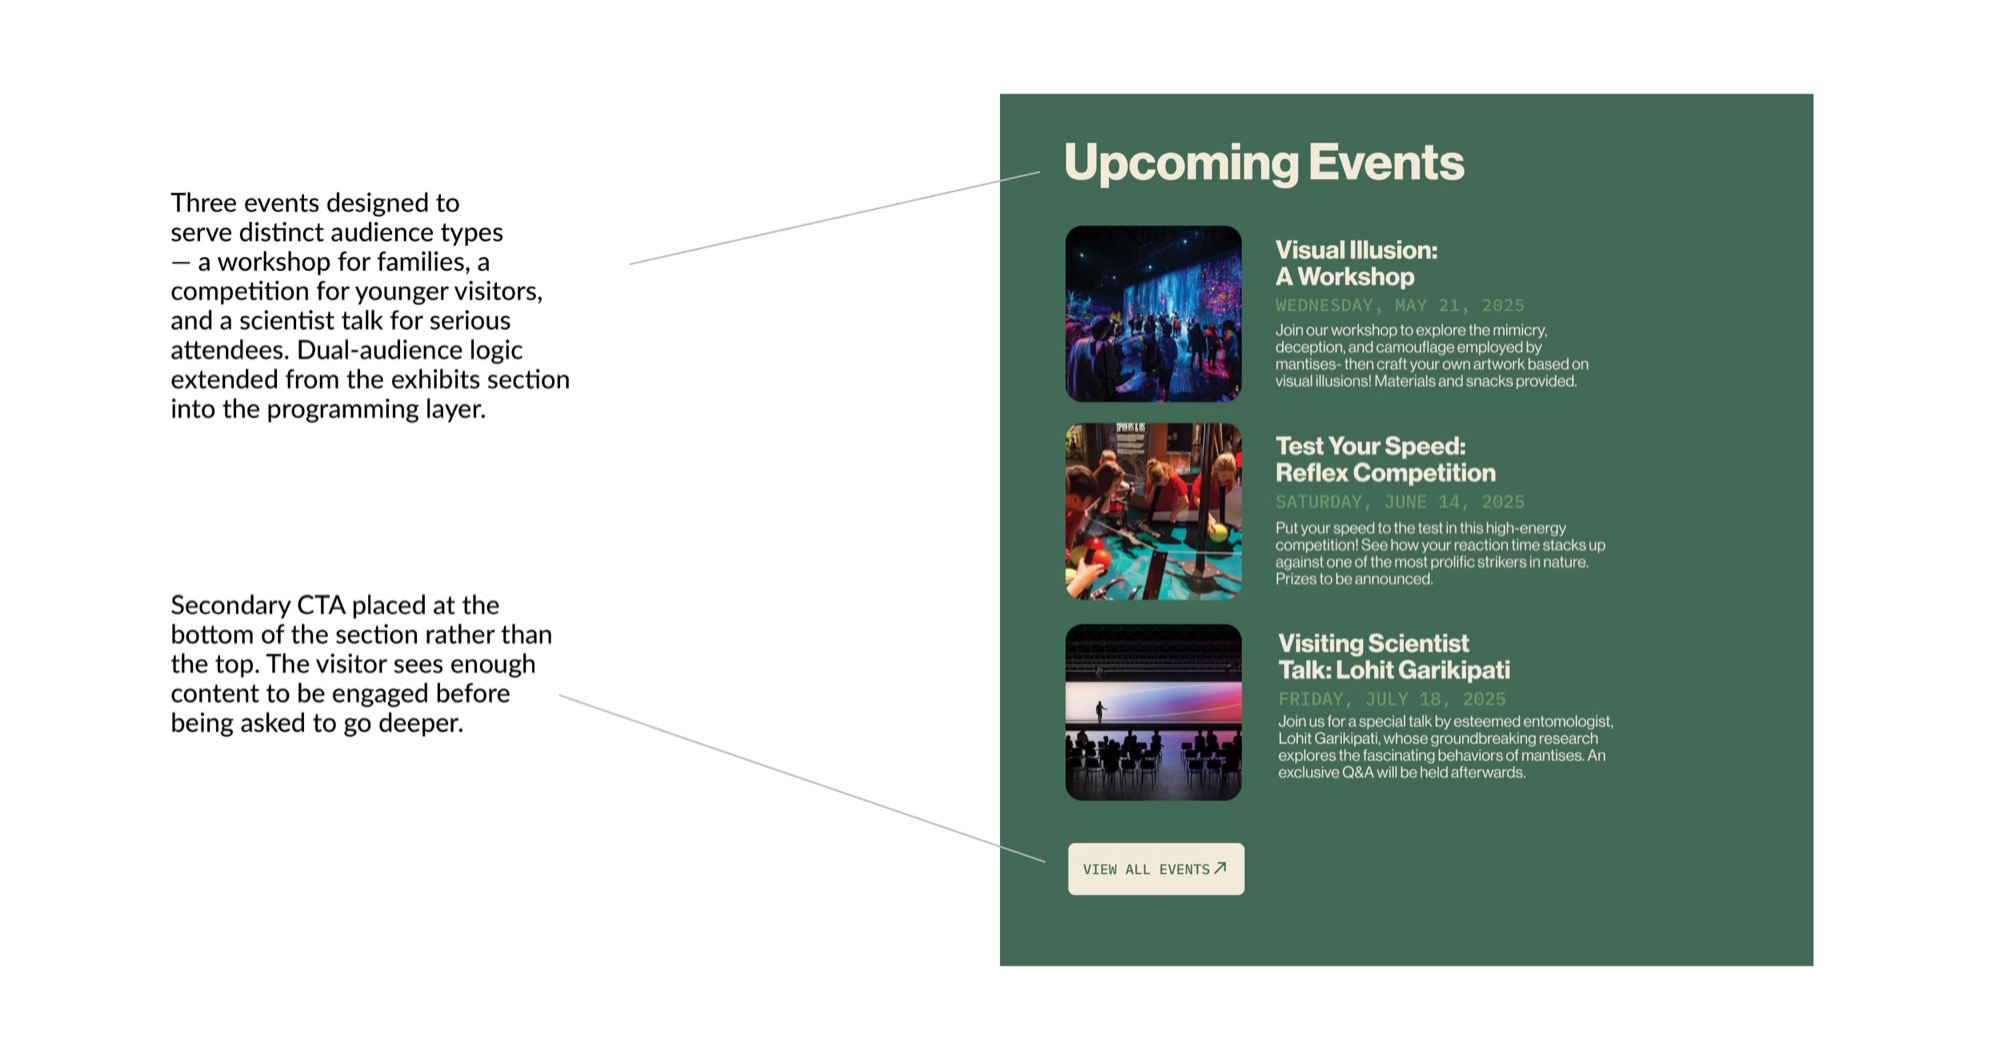 Three events designed to
serve distinct audience types
— a workshop for families, a
competition for younger visitors,
and a scientist talk for serious
attendees. Dual-audience logic
extended from the exhibits section
into the programming layer.
Secondary CTA placed at the
bottom of the section rather than
the top. The visitor sees enough
content to be engaged before
being asked to go deeper.
Upcoming Events
Visual Illusion:
A Workshop
WEDNESDAY, MAY 21, 2025
Join our workshop to explore the mimicry,
deception, and camouflage employed by
mantises- then craft your own artwork based on
visual illusions! Materials and snacks provided.
Test Your Speed:
Reflex Competition
SATURDAY, JUNE 14, 2025
Put your speed to the test in this high-energy
competition! See how your reaction time stacks up
against one of the most prolific strikers in nature.
Prizes to be announced.
Visiting Scientist
Talk: Lohit Garikipati
FRIDAY, JULY 18, 2025
Join us for a special talk by esteemed entomologist,
Lohit Garikipati, whose groundbreaking research
explores the fascinating behaviors of mantises. An
exclusive Q&A will be held afterwards.
VIEW ALL EVENTS